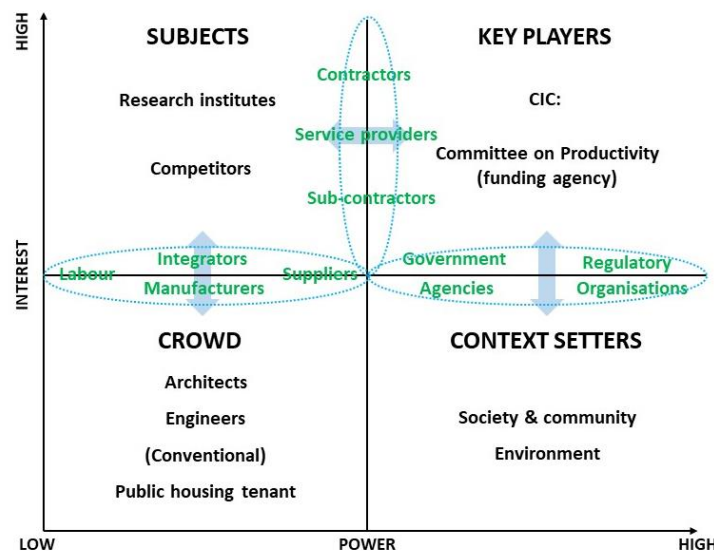 HIGH
SUBJECTS
KEY PLAYERS
Contractors
Research institutes
CIC:
Service providers
Competitors
Committee on Productivity
(funding agency)
Sub-contractors
INTEREST
Integrators
Government
Regulatory
Labour
Suppliers
Manufacturers
Agencies
Organisations
CROWD
CONTEXT SETTERS
Architects
Engineers
Society & community
(Conventional)
Environment
Public housing tenant
LOW
POWER
HIGH